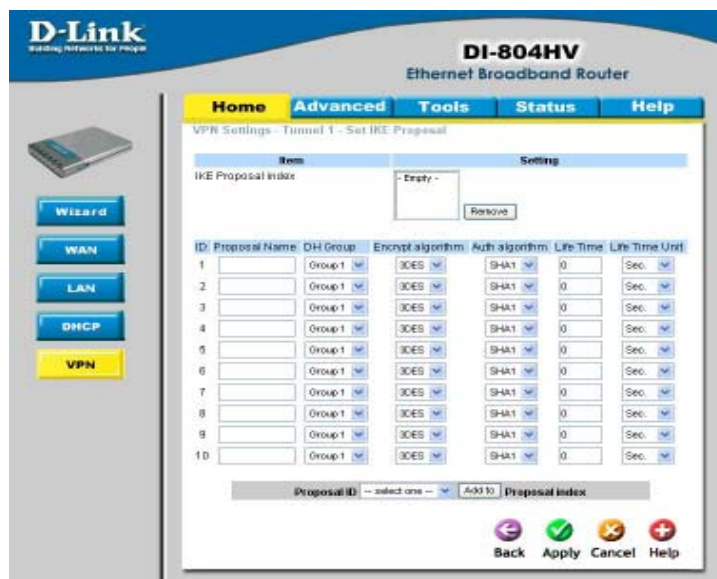 D-Link
Building Networks for People
DI-804HV
Ethernet Broadband Router
Home Advanced Tools Status Help
VPN Settings - Tunnel 1 - Set IKE Proposal
Item Setting
IKE Proposal index
- Empty -
Remove
Wizard
WAN
LAN
DHCP
VPN
ID Proposal Name DH Group Encrypt algorithm Auth algorithm Life Time Life Time Unit
1 Group 1 3DES SHA1 0 Sec.
2 Group 1 3DES SHA1 0 Sec.
3 Group 1 3DES SHA1 0 Sec.
4 Group 1 3DES SHA1 0 Sec.
5 Group 1 3DES SHA1 0 Sec.
6 Group 1 3DES SHA1 0 Sec.
7 Group 1 3DES SHA1 0 Sec.
8 Group 1 3DES SHA1 0 Sec.
9 Group 1 3DES SHA1 0 Sec.
10 Group 1 3DES SHA1 0 Sec.
Proposal ID -- select one -- Add to Proposal index
Back Apply Cancel Help